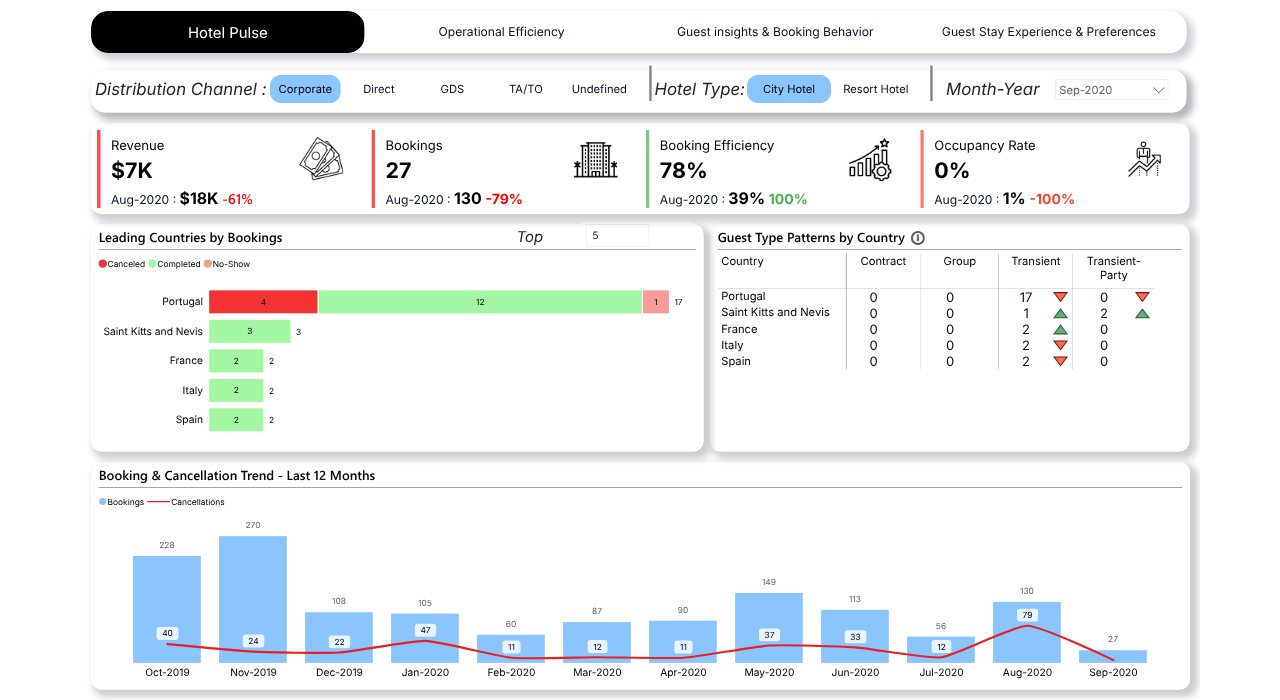 Hotel Pulse Operational Efficiency Guest insights & Booking Behavior Guest Stay Experience & Preferences
Distribution Channel : Corporate Direct GDS TA/TO Undefined Hotel Type: City Hotel Resort Hotel Month-Year Sep-2020
Revenue
$7K
Aug-2020 : $18K -61%
Bookings
27
Aug-2020 : 130 -79%
Booking Efficiency
78%
Aug-2020 : 39% 100%
Occupancy Rate
0%
Aug-2020 : 1% -100%
Leading Countries by Bookings Top 5
Canceled Completed No-Show
Portugal 4 12 1 17
Saint Kitts and Nevis 3 3
France 2 2
Italy 2 2
Spain 2 2
Guest Type Patterns by Country
Country Contract Group Transient Transient-
Party
Portugal 0 0 17 0
Saint Kitts and Nevis 0 0 1 2
France 0 0 2 0
Italy 0 0 2 0
Spain 0 0 2 0
Booking & Cancellation Trend - Last 12 Months
Bookings Cancellations
228 270 108 105 60 87 90 149 113 56 130 27
40 24 22 47 11 12 11 37 33 12 79
Oct-2019 Nov-2019 Dec-2019 Jan-2020 Feb-2020 Mar-2020 Apr-2020 May-2020 Jun-2020 Jul-2020 Aug-2020 Sep-2020